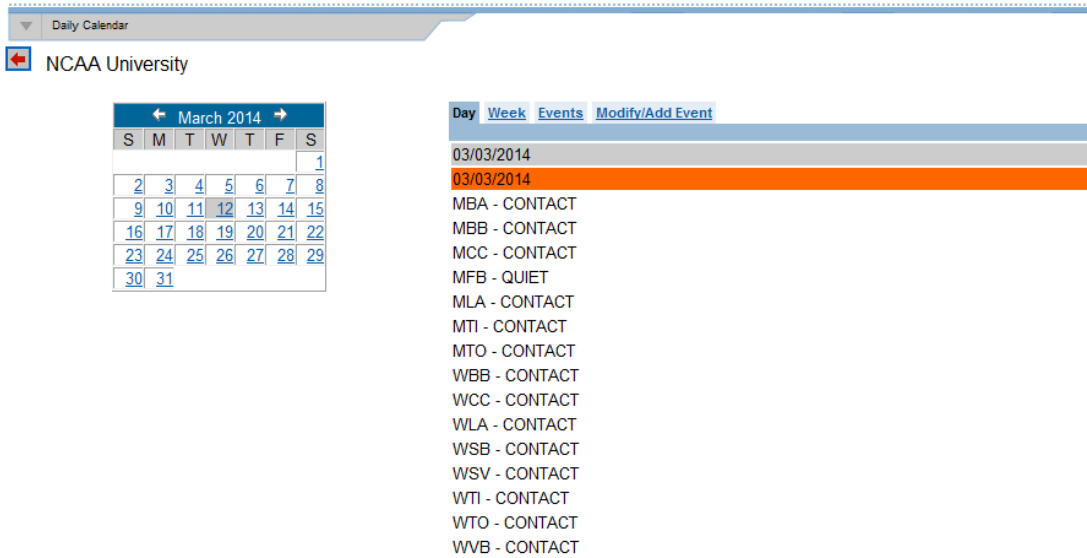 Daily Calendar
NCAA University
March 2014
S M T W T F S
1
2 3 4 5 6 7 8
9 10 11 12 13 14 15
16 17 18 19 20 21 22
23 24 25 26 27 28 29
30 31
Day Week Events Modify/Add Event
03/03/2014
03/03/2014
MBA - CONTACT
MBB - CONTACT
MCC - CONTACT
MFB - QUIET
MLA - CONTACT
MTI - CONTACT
MTO - CONTACT
WBB - CONTACT
WCC - CONTACT
WLA - CONTACT
WSB - CONTACT
WSV - CONTACT
WTI - CONTACT
WTO - CONTACT
WVB - CONTACT